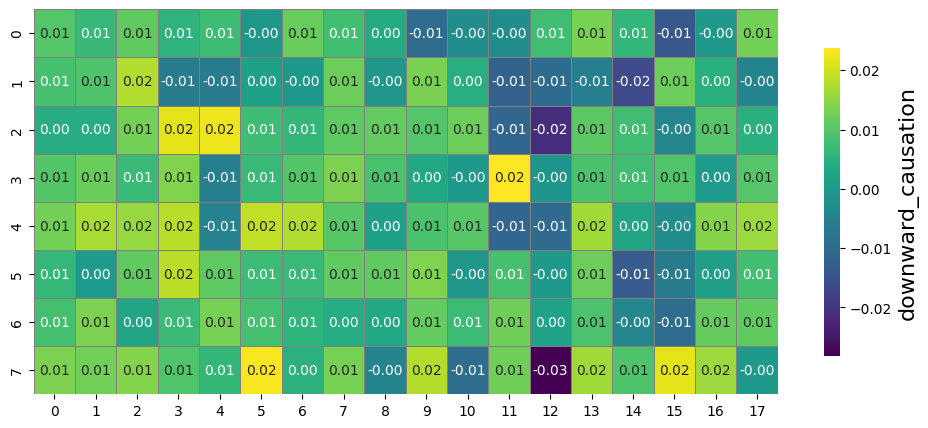 0 0.01 0.01 0.01 0.01 0.01 -0.00 0.01 0.01 0.00 -0.01 -0.00 -0.00 0.01 0.01 0.01 -0.01 -0.00 0.01
1 0.01 0.01 0.02 -0.01 -0.01 0.00 -0.00 0.01 -0.00 0.01 0.00 -0.01 -0.01 -0.01 -0.02 0.01 0.00 -0.00
2 0.00 0.00 0.01 0.02 0.02 0.01 0.01 0.01 0.01 0.01 0.01 -0.01 -0.02 0.01 0.01 -0.00 0.01 0.00
3 0.01 0.01 0.01 0.01 -0.01 0.01 0.01 0.01 0.01 0.00 -0.00 0.02 -0.00 0.01 0.01 0.01 0.00 0.01
4 0.01 0.02 0.02 0.02 -0.01 0.02 0.02 0.01 0.00 0.01 0.01 -0.01 -0.01 0.02 0.00 -0.00 0.01 0.02
5 0.01 0.00 0.01 0.02 0.01 0.01 0.01 0.01 0.01 0.01 -0.00 0.01 -0.00 0.01 -0.01 -0.01 0.00 0.01
6 0.01 0.01 0.00 0.01 0.01 0.01 0.01 0.00 0.00 0.01 0.01 0.01 0.00 0.01 -0.00 -0.01 0.01 0.01
7 0.01 0.01 0.01 0.01 0.01 0.02 0.00 0.01 -0.00 0.02 -0.01 0.01 -0.03 0.02 0.01 0.02 0.02 -0.00
0 1 2 3 4 5 6 7 8 9 10 11 12 13 14 15 16 17
0.02
0.01
0.00
−0.01
−0.02
downward_causation